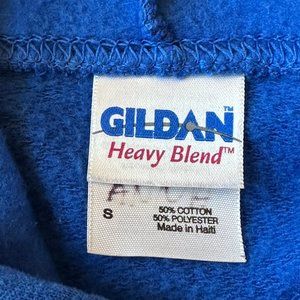 GILDAN™
Heavy Blend™
S
50% COTTON
50% POLYESTER
Made in Haiti